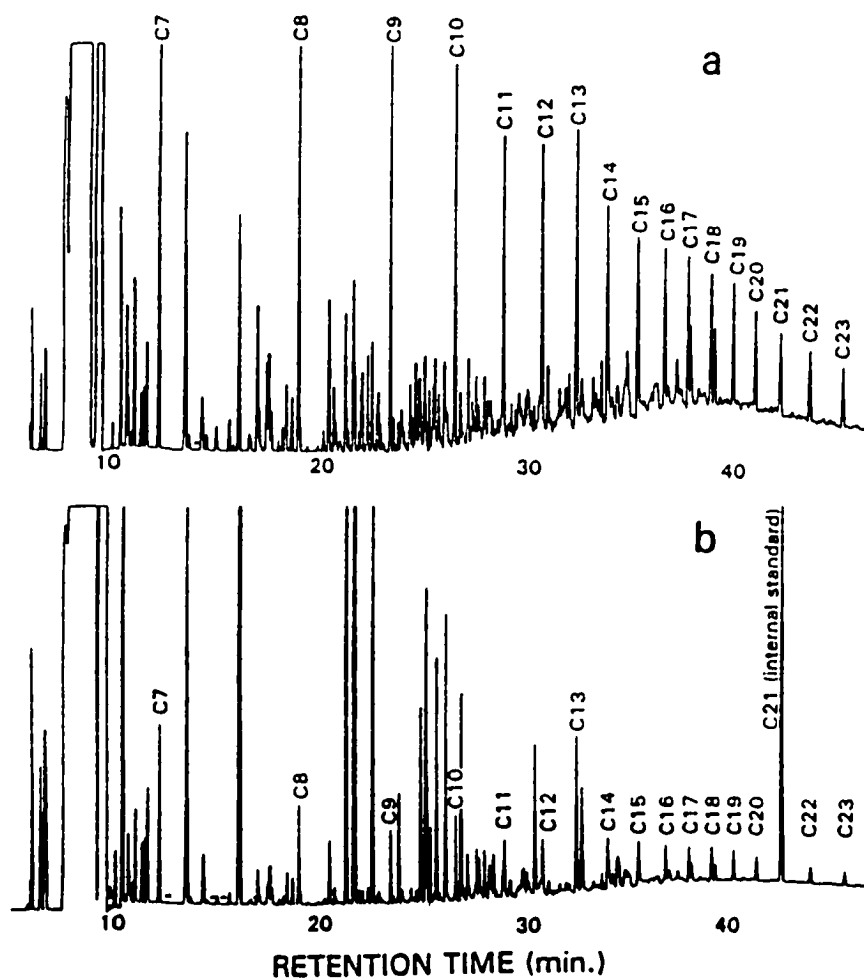 a
C7
C8
C9
C10
C11
C12
C13
C14
C15
C16
C17
C18
C19
C20
C21
C22
C23
10 20 30 40
b
C7
C8
C9
C10
C11
C12
C13
C14
C15
C16
C17
C18
C19
C20
C21 (internal standard)
C22
C23
10 20 30 40
RETENTION TIME (min.)